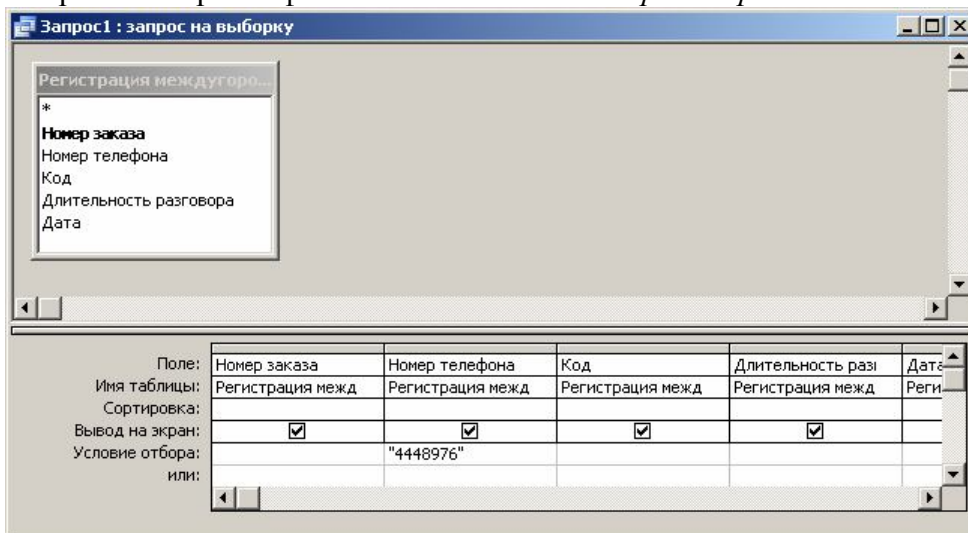 Запрос1 : запрос на выборку
Регистрация междугоро...
*
Номер заказа
Номер телефона
Код
Длительность разговора
Дата
Поле: Номер заказа Номер телефона Код Длительность разг Дата
Имя таблицы: Регистрация межд Регистрация межд Регистрация межд Регистрация межд Реги
Сортировка:
Вывод на экран:
Условие отбора: "4448976"
или: